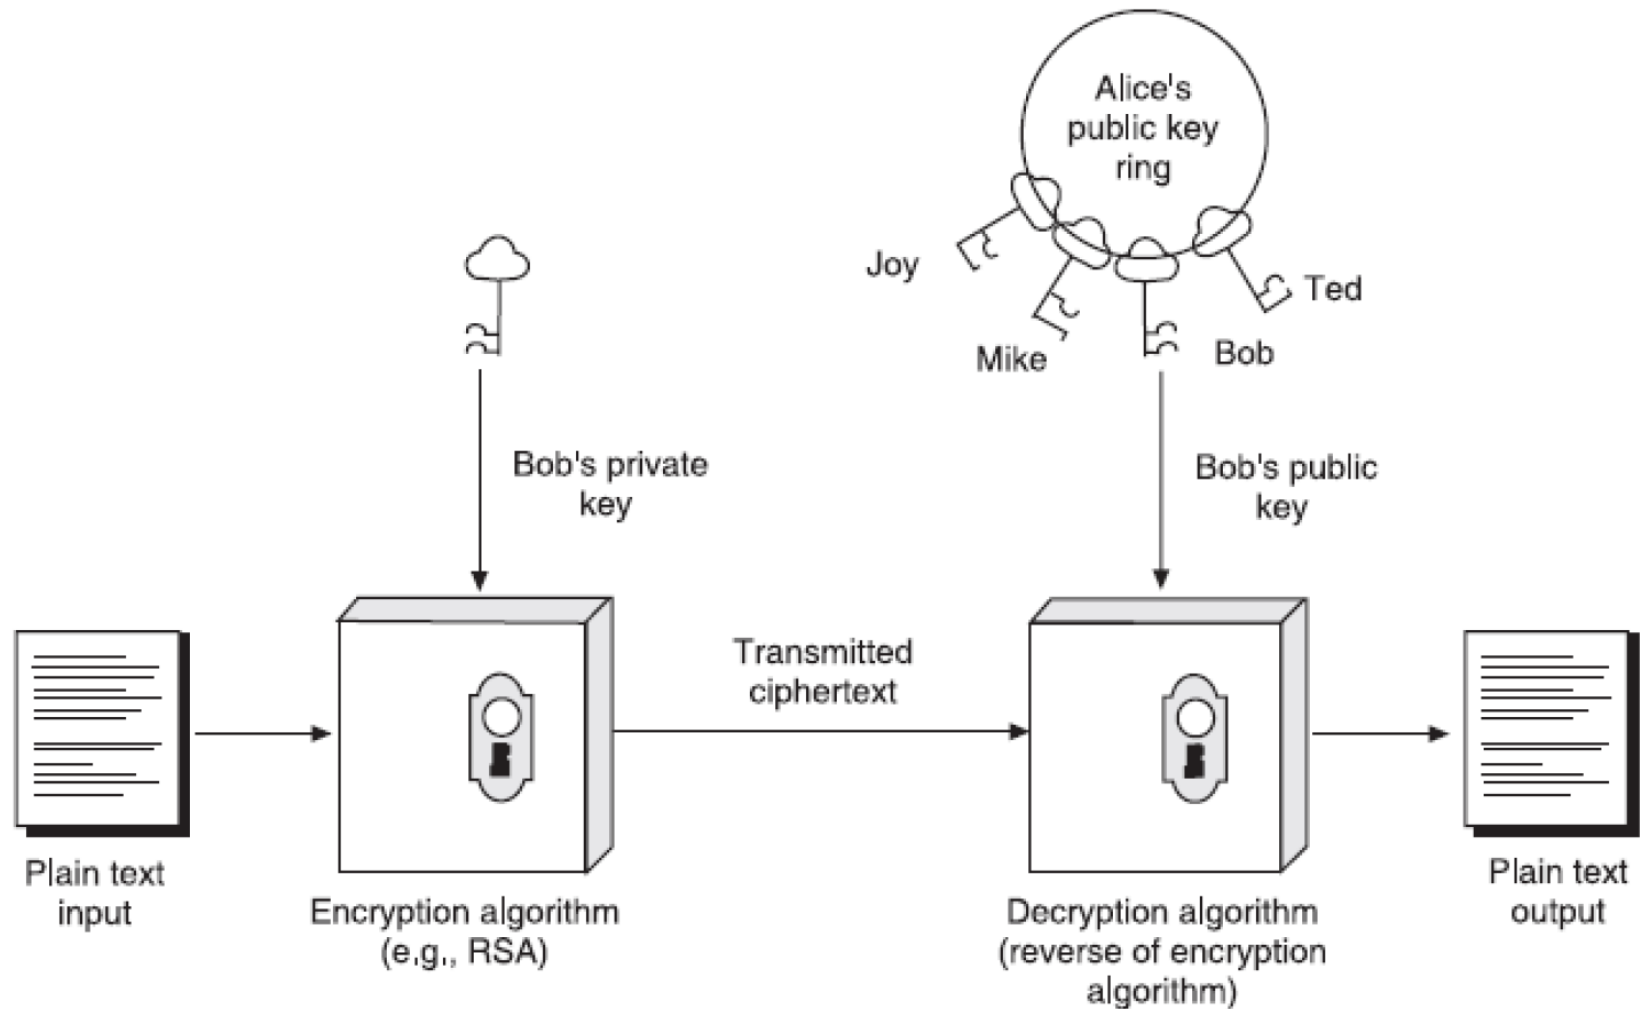 Alice's
public key
ring
Joy
Ted
Mike
Bob
Bob's private
key
Bob's public
key
Transmitted
ciphertext
Plain text
input
Plain text
output
Encryption algorithm
(e.g., RSA)
Decryption algorithm
(reverse of encryption
algorithm)